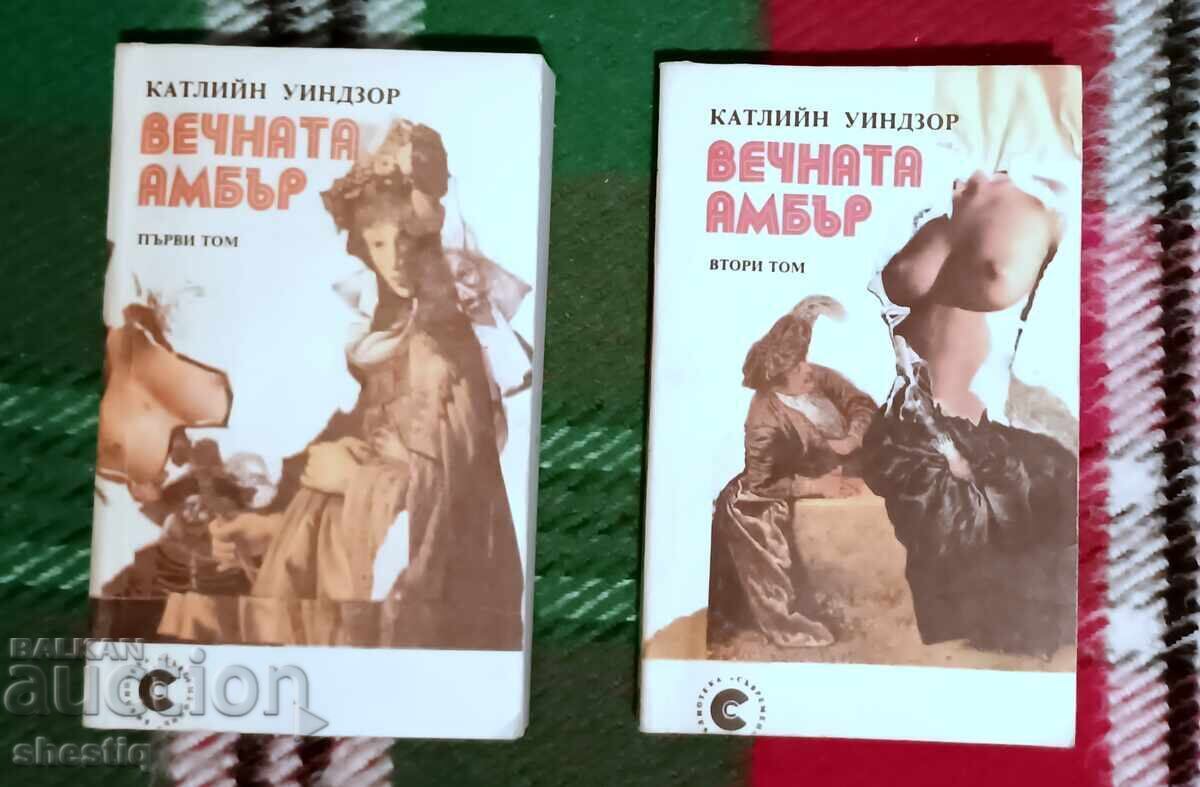 КАТЛИЙН УИНДЗОР
ВЕЧНАТА
АМБЪР
ПЪРВИ ТОМ
КАТЛИЙН УИНДЗОР
ВЕЧНАТА
АМБЪР
ВТОРИ ТОМ
BALKAN
auction
shestiq
С
С